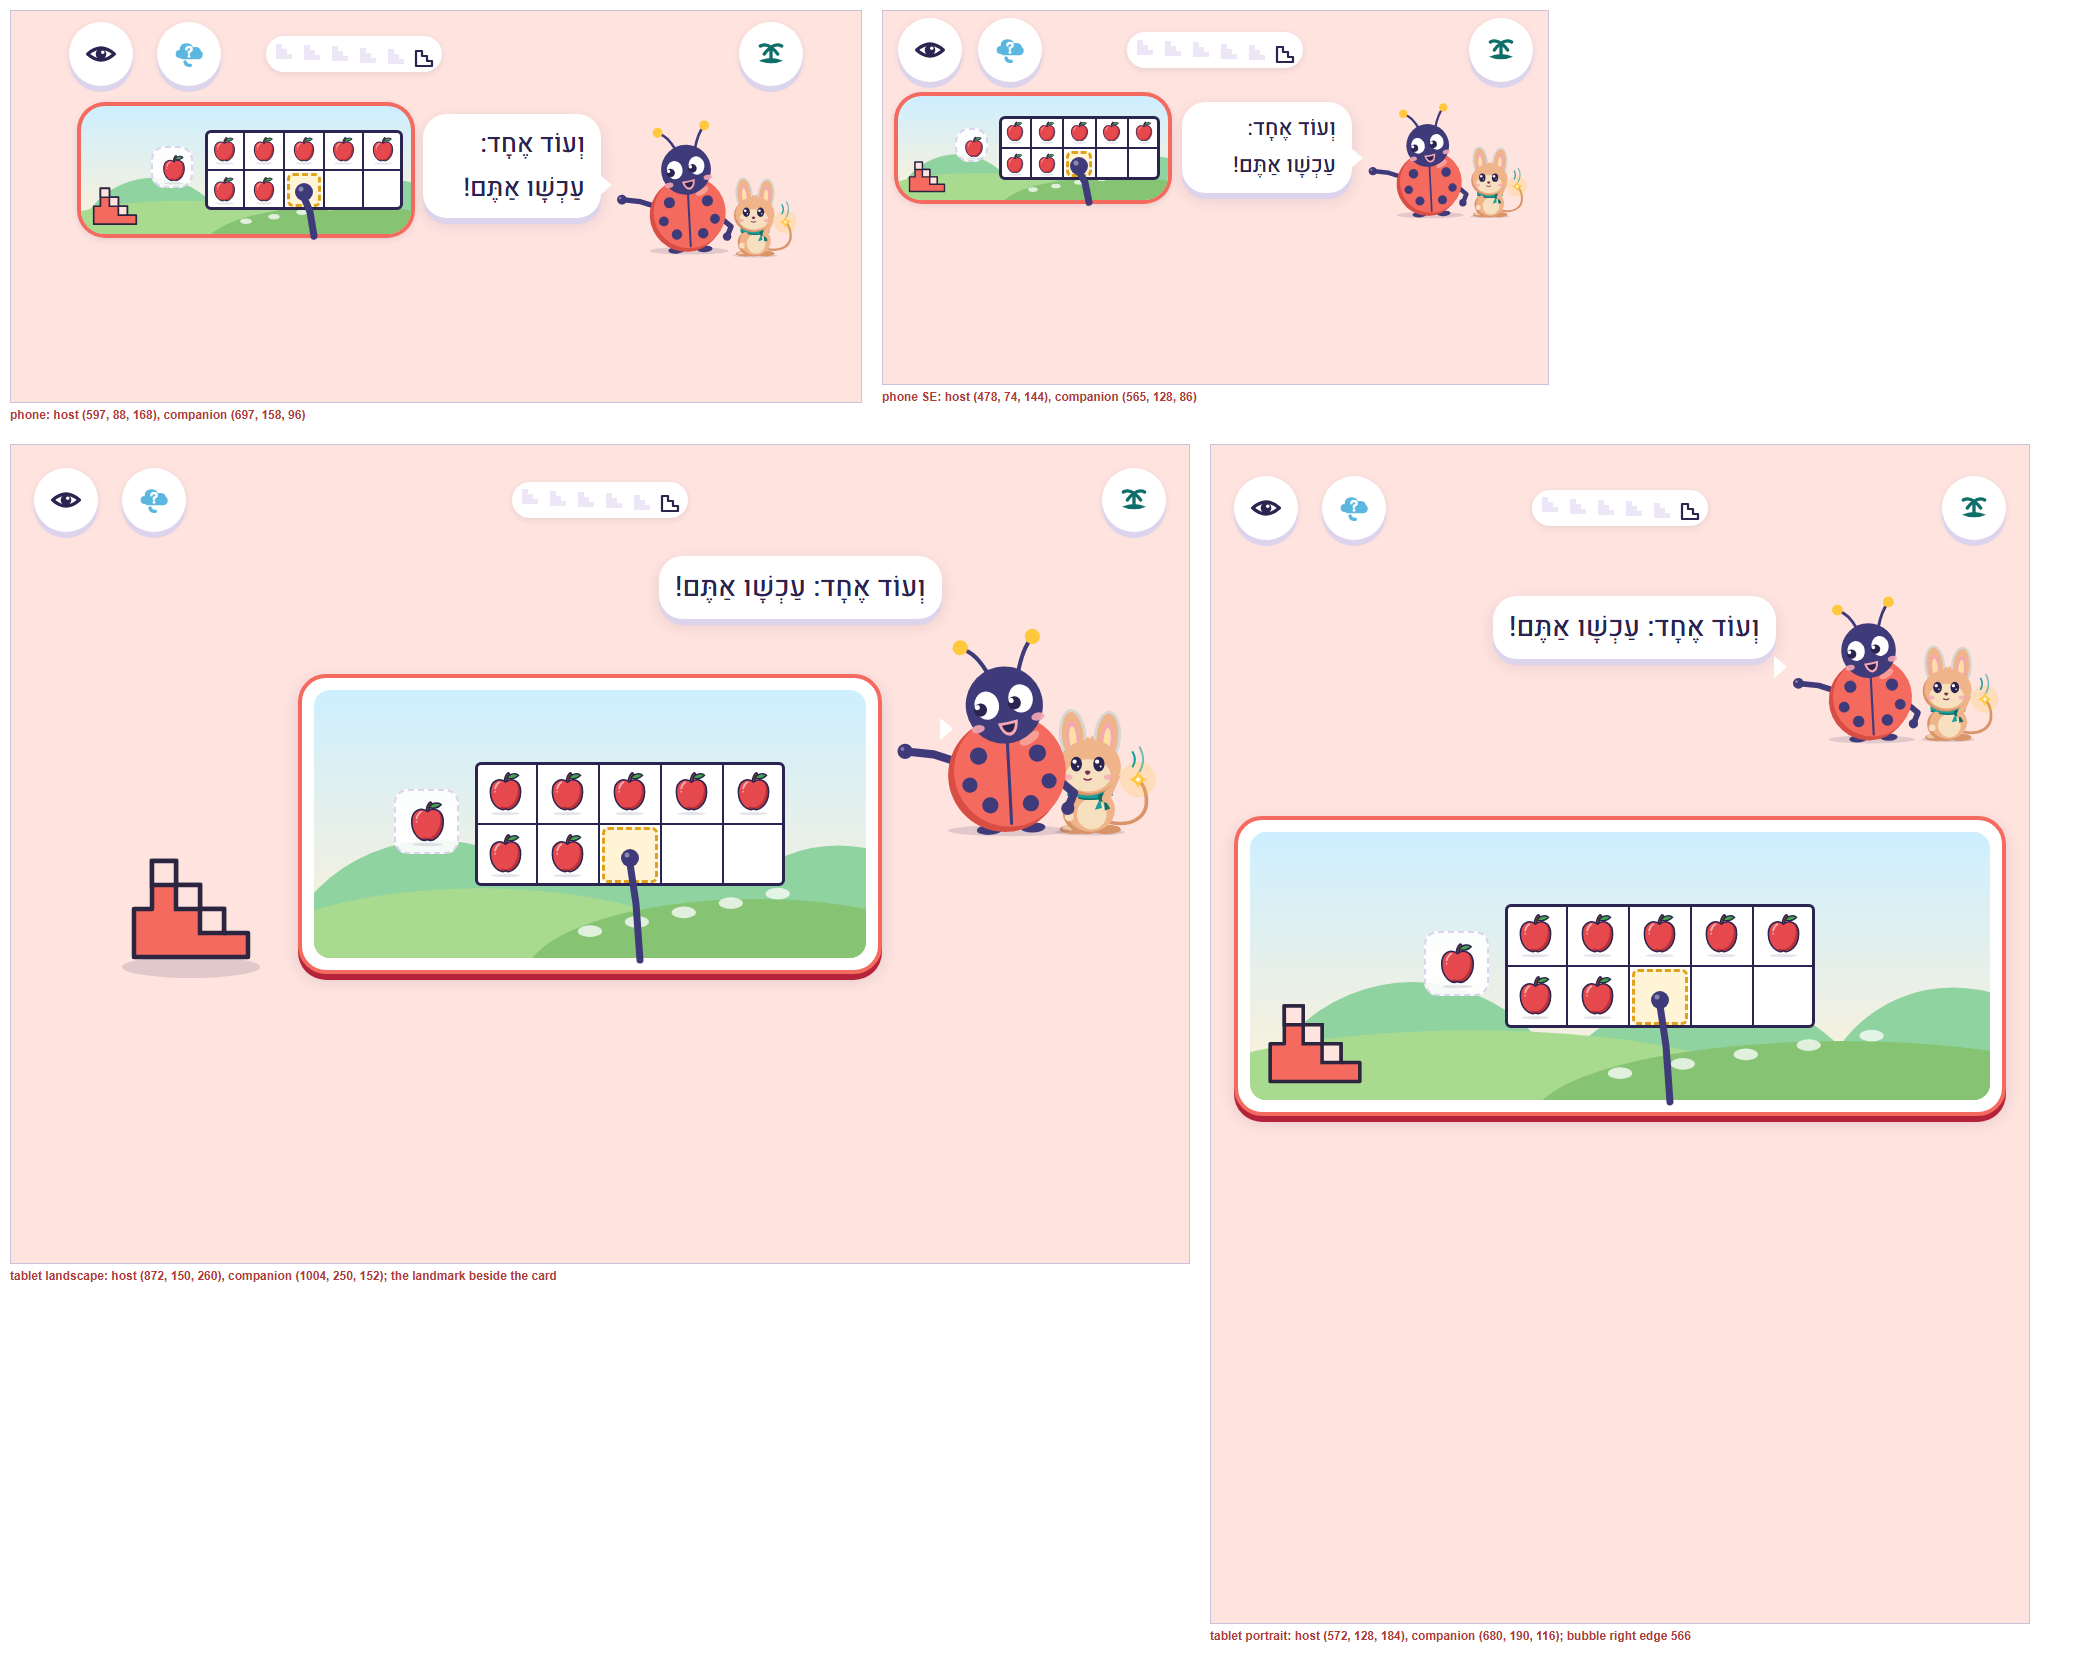 ?
וְעוֹד אֶחָד:
עַכְשָׁו אַתֶּם!
phone: host (597, 88, 168), companion (697, 158, 96)
?
וְעוֹד אֶחָד:
עַכְשָׁו אַתֶּם!
phone SE: host (478, 74, 144), companion (565, 128, 86)
?
וְעוֹד אֶחָד: עַכְשָׁו אַתֶּם!
tablet landscape: host (872, 150, 260), companion (1004, 250, 152); the landmark beside the card
?
וְעוֹד אֶחָד: עַכְשָׁו אַתֶּם!
tablet portrait: host (572, 128, 184), companion (680, 190, 116); bubble right edge 566